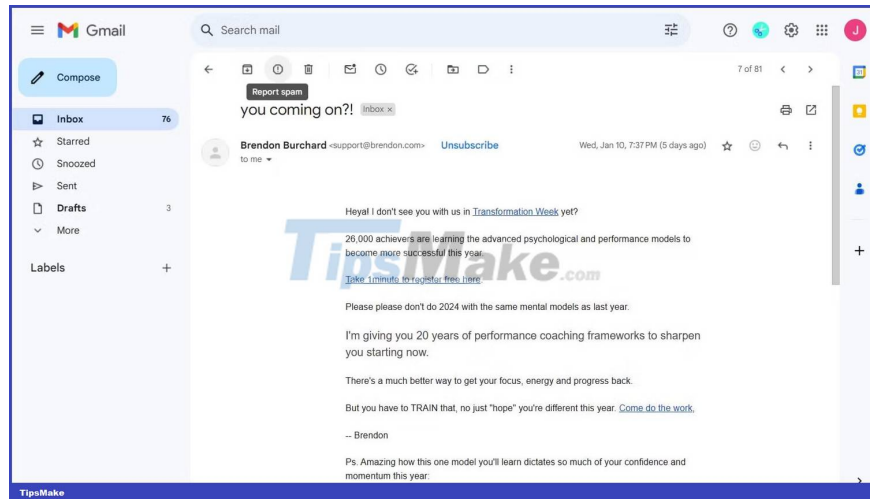 Gmail
Search mail
J
Compose
7 of 81
31
Report spam
you coming on?! Inbox ×
Inbox 76
Starred
Snoozed
Sent
Drafts 3
More
Labels
Brendon Burchard <support@brendon.com> Unsubscribe Wed, Jan 10, 7:37 PM (5 days ago)
to me
Heya! I don't see you with us in Transformation Week yet?
26,000 achievers are learning the advanced psychological and performance models to
become more successful this year.
Take 1minute to register free here.
Please please don't do 2024 with the same mental models as last year.
I'm giving you 20 years of performance coaching frameworks to sharpen
you starting now.
There's a much better way to get your focus, energy and progress back.
But you have to TRAIN that, no just "hope" you're different this year. Come do the work,
-- Brendon
Ps. Amazing how this one model you'll learn dictates so much of your confidence and
momentum this year:
TipsMake.com
TipsMake